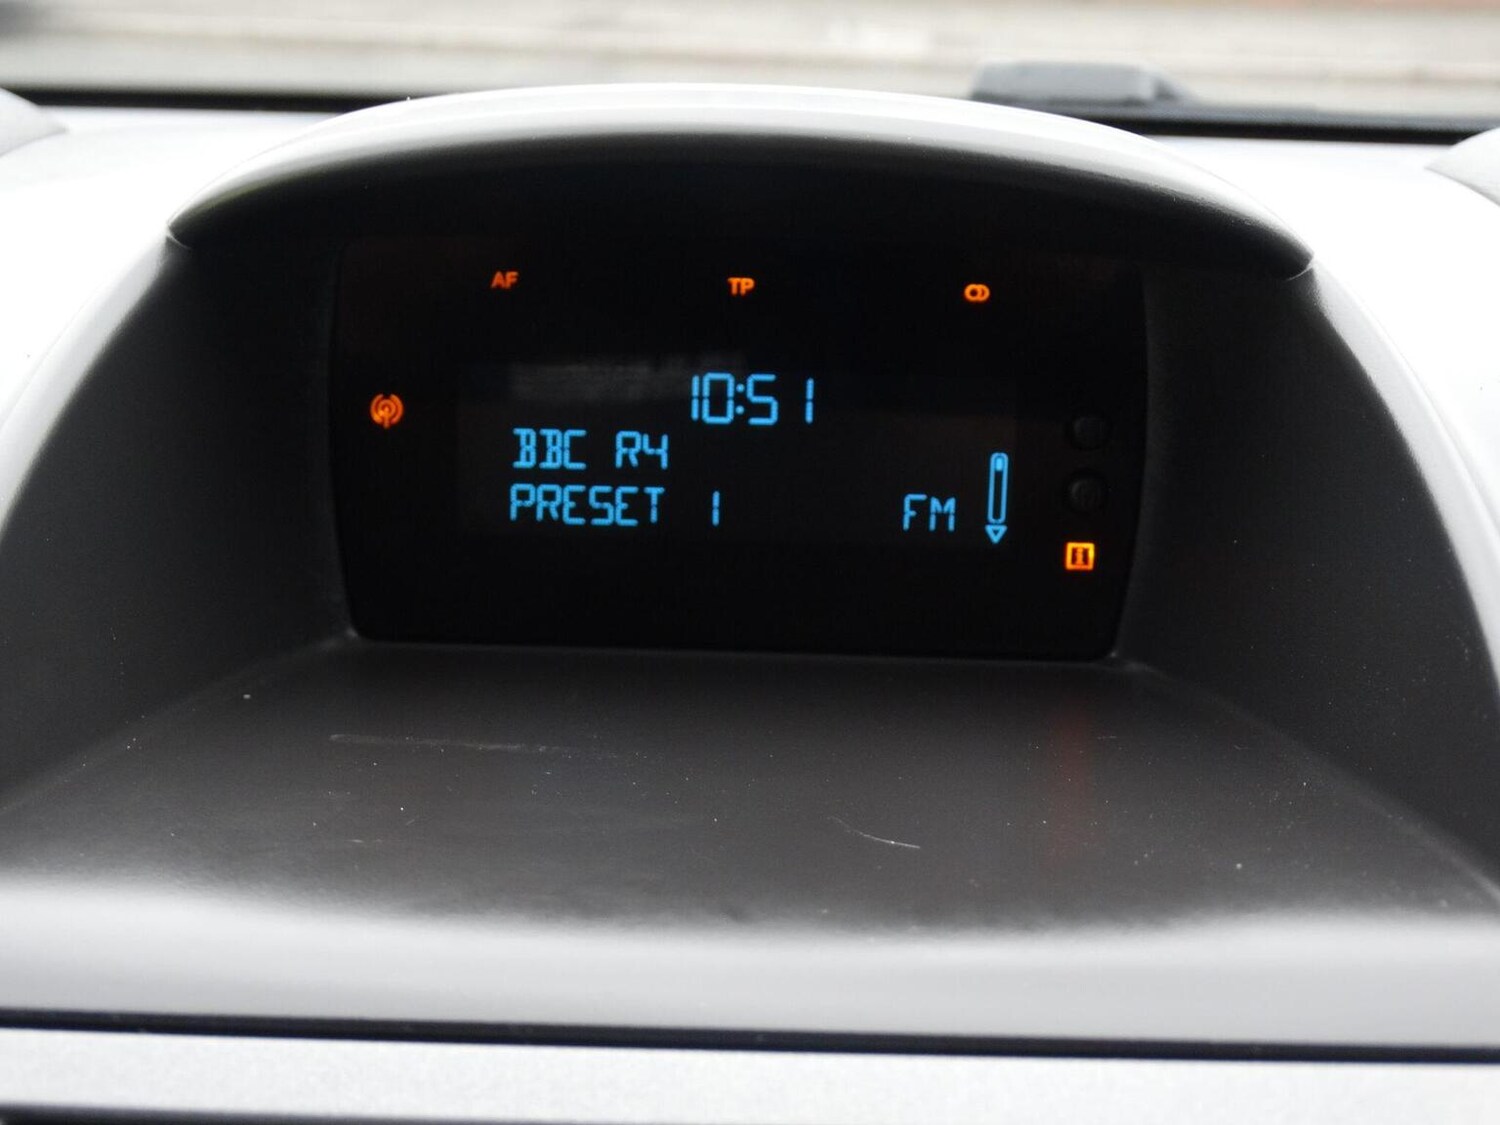 AF TP
10:51
BBC R4
PRESET 1 FM
i